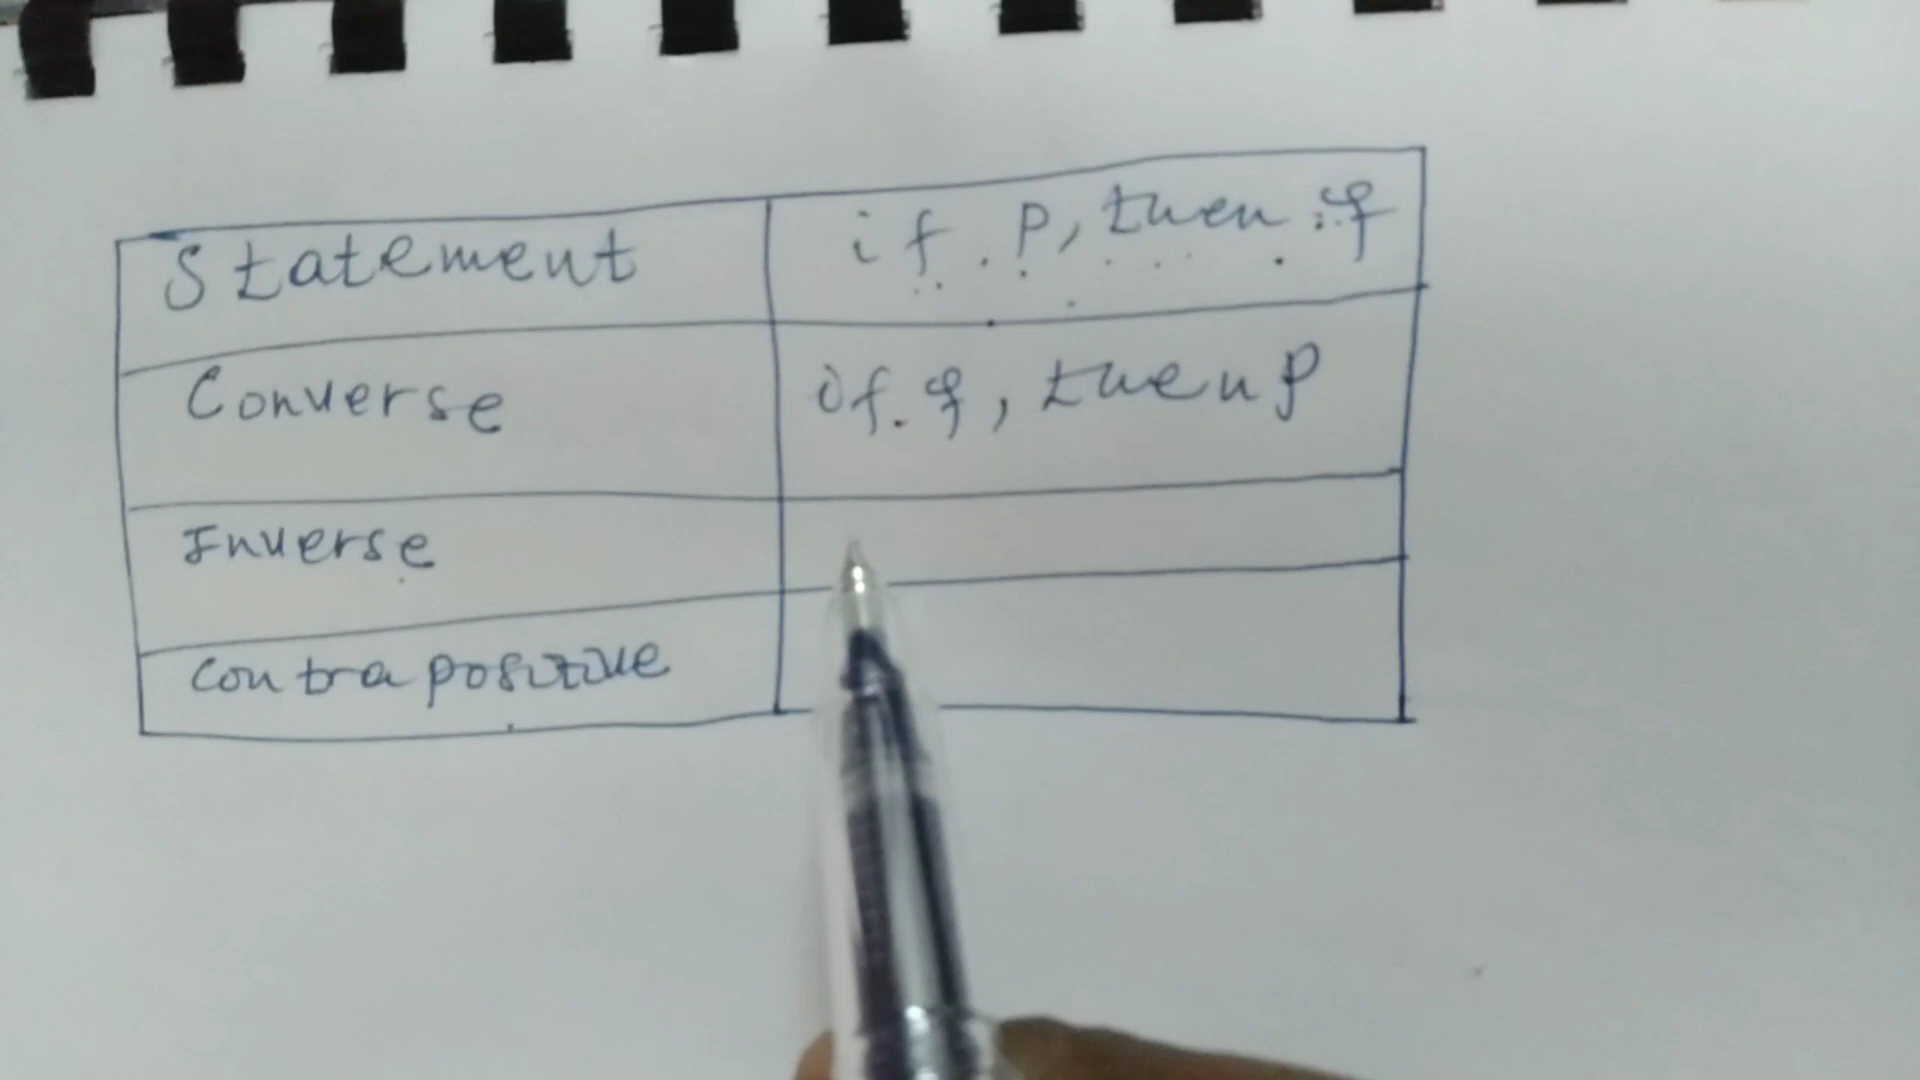 Statement if p, then q
Converse if q, then p
Inverse
Contrapositive